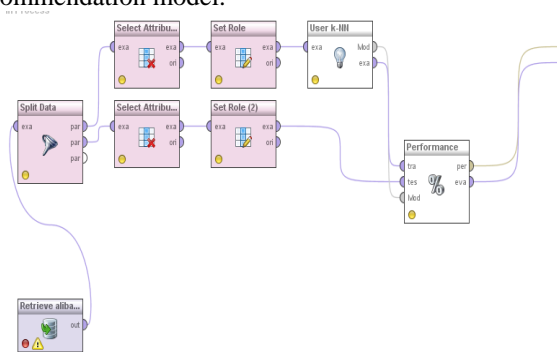 ommendation model.
Select Attribu...
exa exa
ori
Set Role
exa exa
ori
User k-NN
exa Mod
exa
Split Data
exa par
par
par
Select Attribu...
exa exa
ori
Set Role (2)
exa exa
ori
Performance
tra per
tes eva
Mod
%
Retrieve aliba...
out